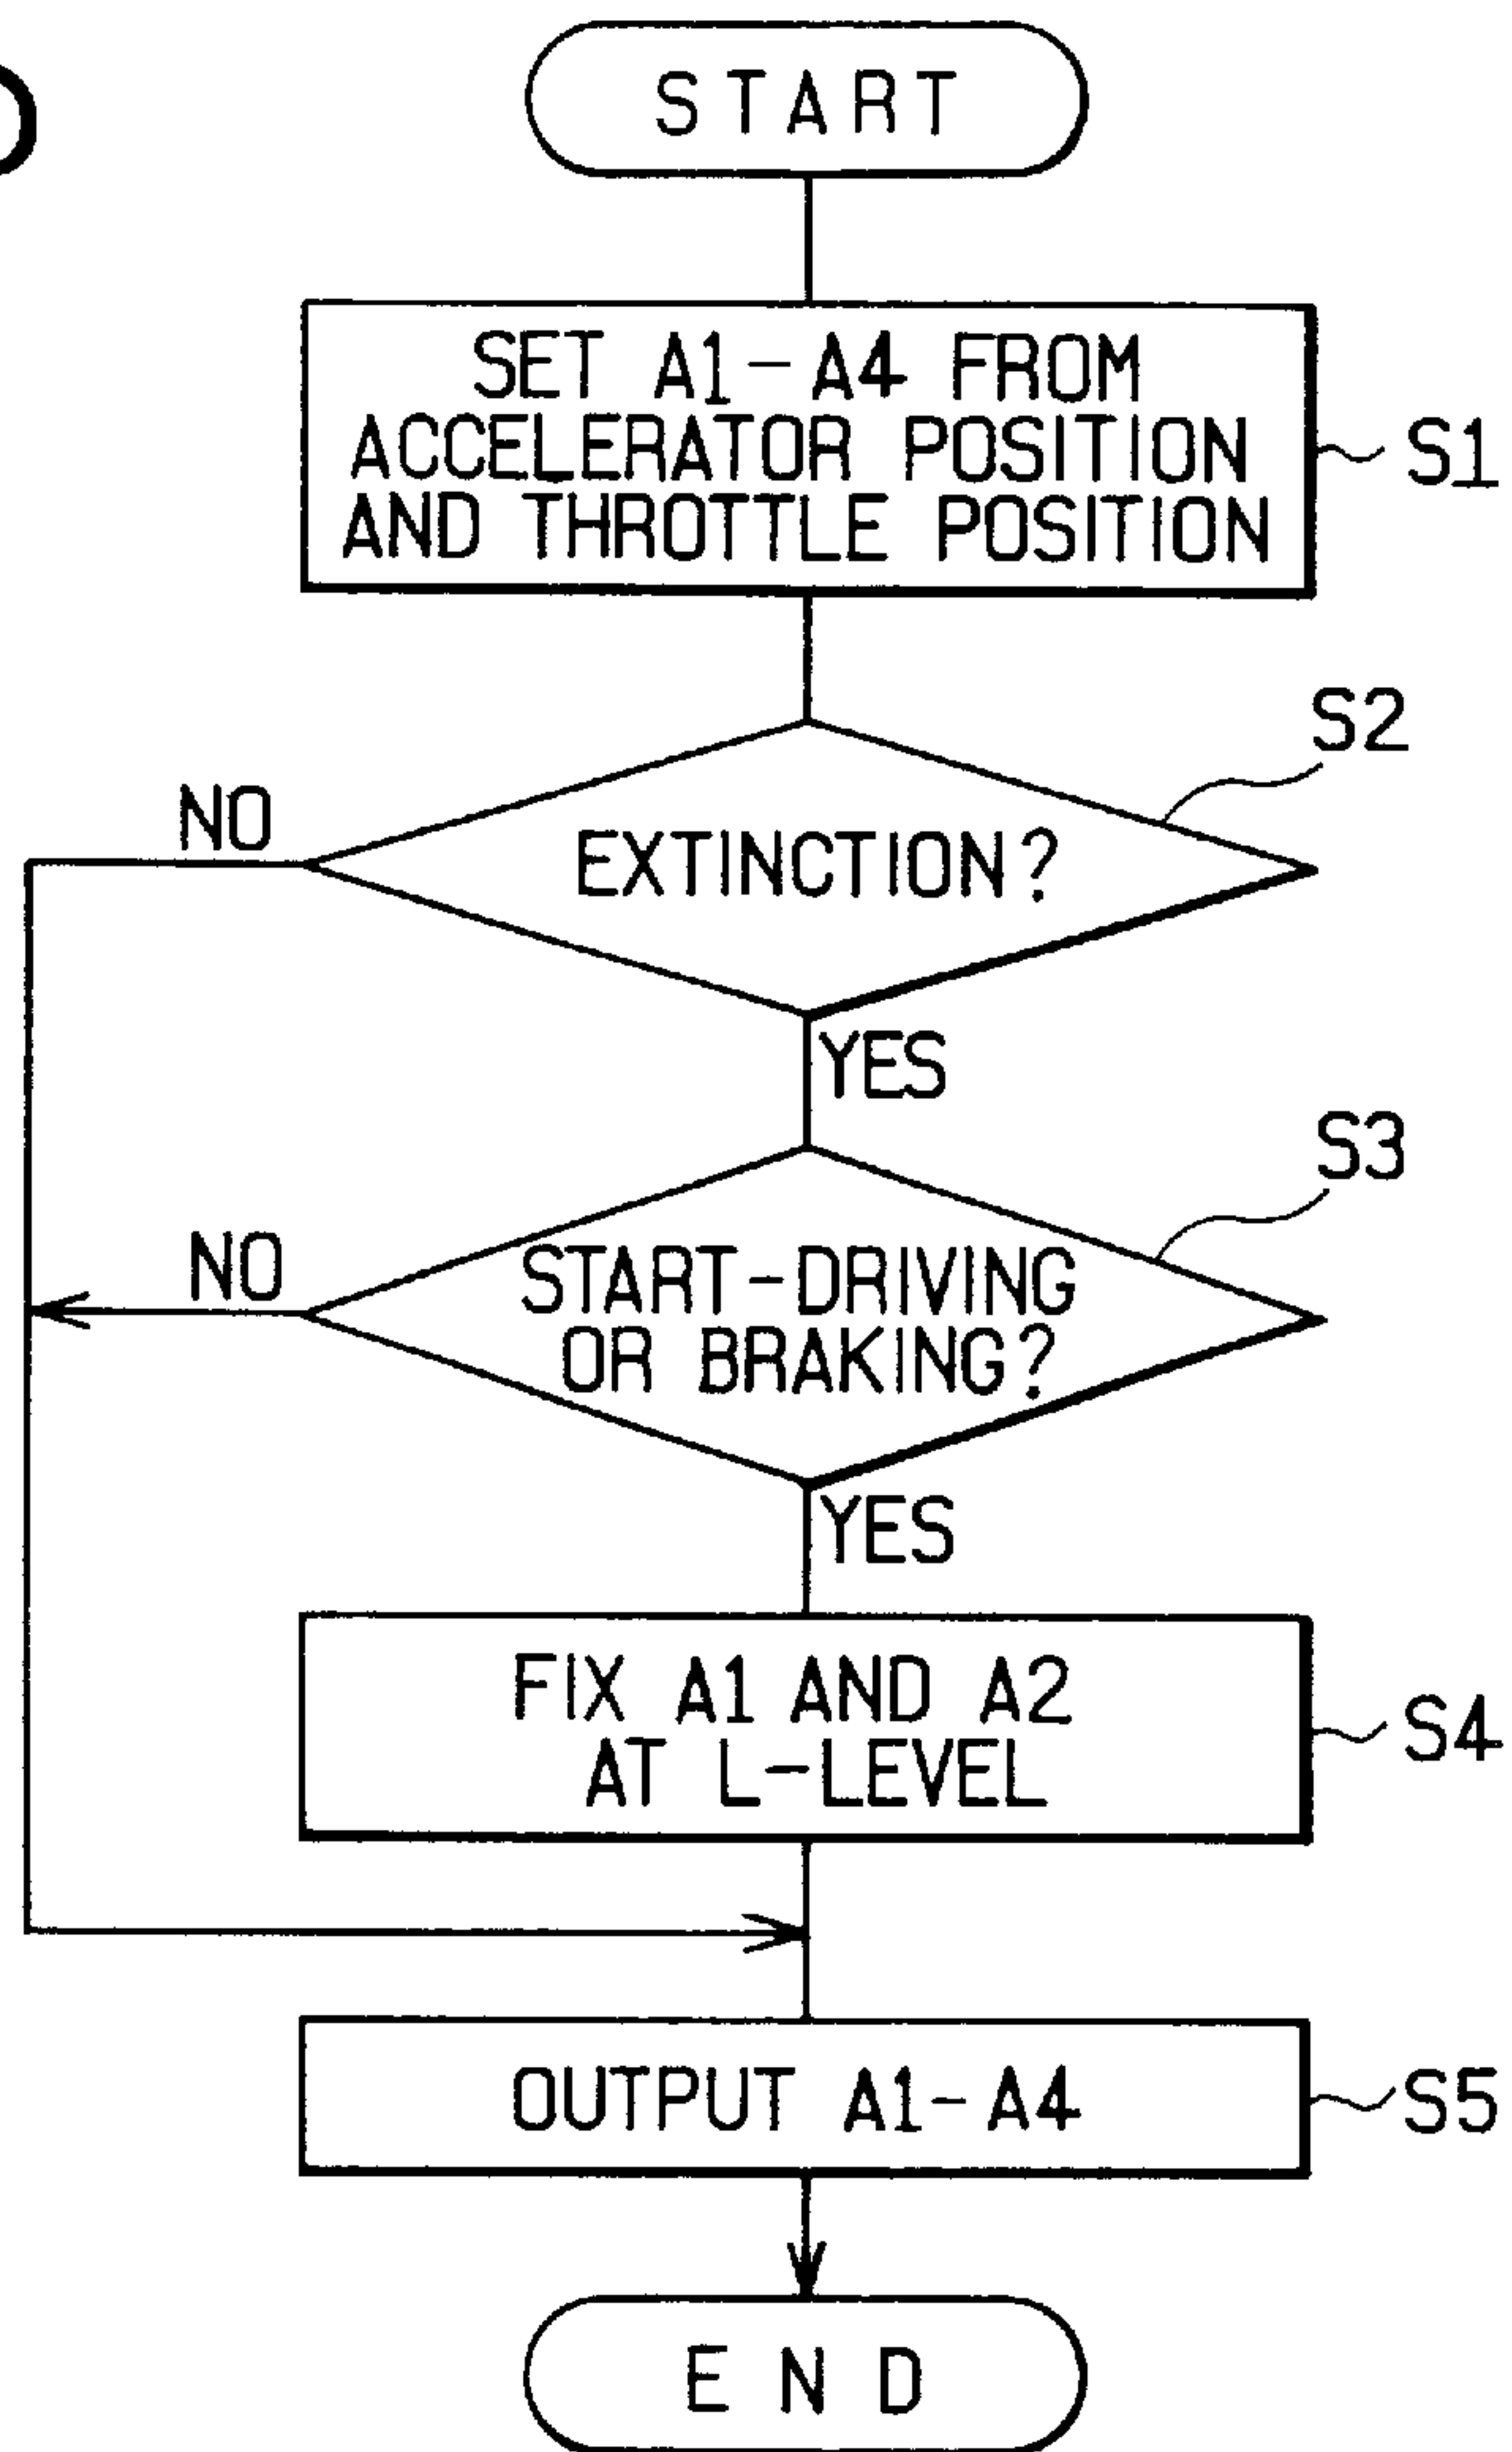 START
SET A1-A4 FROM
ACCELERATOR POSITION
AND THROTTLE POSITION
S1
S2
NO
EXTINCTION?
YES
S3
NO
START-DRIVING
OR BRAKING?
YES
FIX A1 AND A2
AT L-LEVEL
S4
OUTPUT A1-A4
S5
END